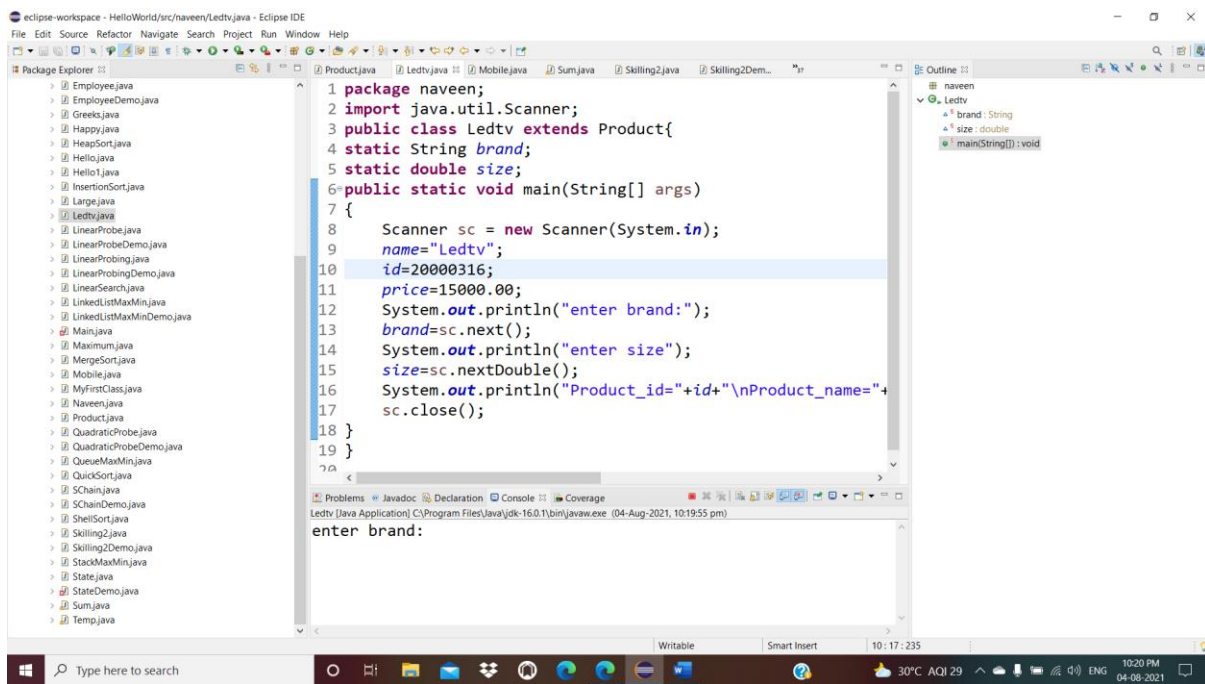 eclipse-workspace - HelloWorld/src/naveen/Ledtv.java - Eclipse IDE
File Edit Source Refactor Navigate Search Project Run Window Help
Package Explorer
Employee.java
EmployeeDemo.java
Greeks.java
Happy.java
HeapSort.java
Hello.java
Hello1.java
InsertionSort.java
Large.java
Ledtv.java
LinearProbe.java
LinearProbeDemo.java
LinearProbing.java
LinearProbingDemo.java
LinearSearch.java
LinkedListMaxMin.java
LinkedListMaxMinDemo.java
Main.java
Maximum.java
MergeSort.java
Mobile.java
MyFirstClass.java
Naveen.java
Product.java
QuadraticProbe.java
QuadraticProbeDemo.java
QueueMaxMin.java
QuickSort.java
SChain.java
SChainDemo.java
ShellSort.java
Skilling2.java
Skilling2Demo.java
StackMaxMin.java
State.java
StateDemo.java
Sum.java
Temp.java
Product.java Ledtv.java Mobile.java Sum.java Skilling2.java Skilling2Dem... 37
1 package naveen;
2 import java.util.Scanner;
3 public class Ledtv extends Product{
4 static String brand;
5 static double size;
6 public static void main(String[] args)
7 {
8 Scanner sc = new Scanner(System.in);
9 name="Ledtv";
10 id=20000316;
11 price=15000.00;
12 System.out.println("enter brand:");
13 brand=sc.next();
14 System.out.println("enter size");
15 size=sc.nextDouble();
16 System.out.println("Product_id="+id+"\nProduct_name="+
17 sc.close();
18 }
19 }
20
Problems Javadoc Declaration Console Coverage
Ledtv [Java Application] C:\Program Files\Java\jdk-16.0.1\bin\javaw.exe (04-Aug-2021, 10:19:55 pm)
enter brand:
Outline
naveen
Ledtv
brand : String
size : double
main(String[]) : void
Writable Smart Insert 10 : 17 : 235
Type here to search
30°C AQI 29 ENG 10:20 PM
04-08-2021